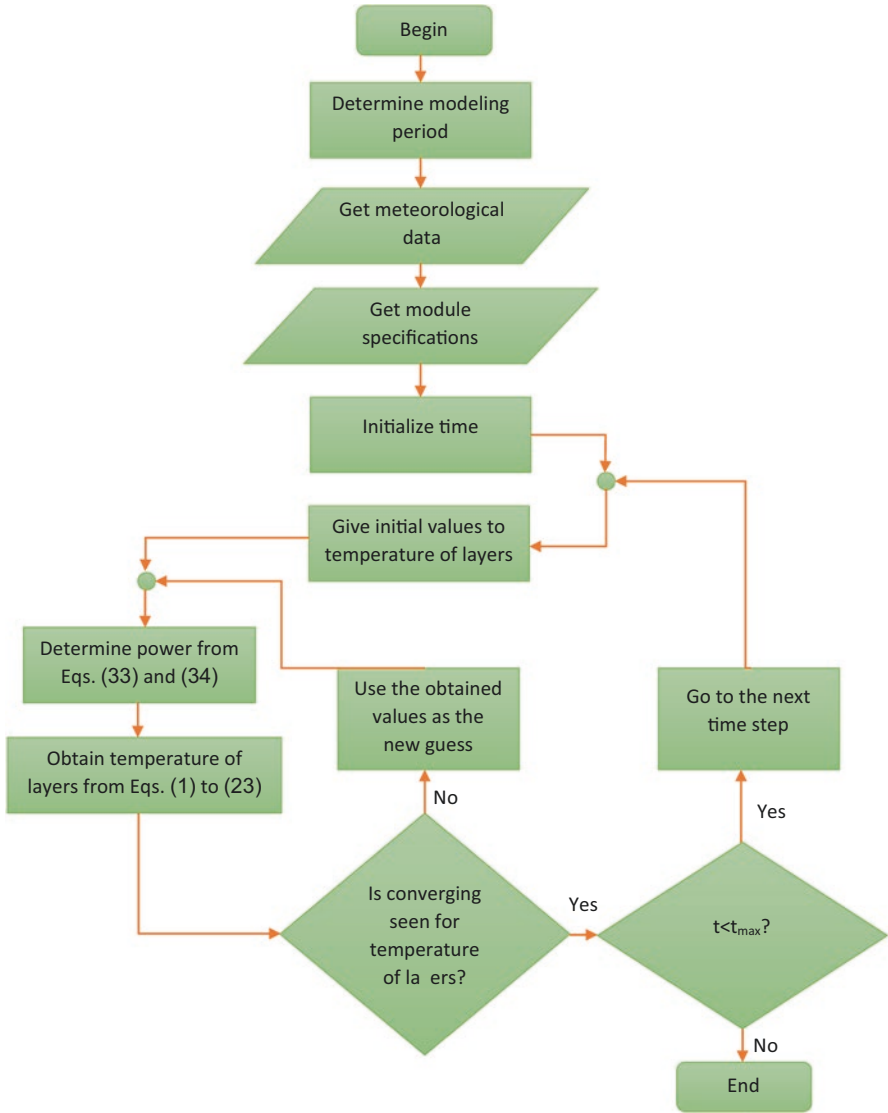 Begin
Determine modeling
period
Get meteorological
data
Get module
specifications
Initialize time
Give initial values to
temperature of layers
Determine power from
Eqs. (33) and (34)
Use the obtained
values as the
new guess
Go to the next
time step
Obtain temperature of
layers from Eqs. (1) to (23)
No
Yes
Is converging
seen for
temperature
of la ers?
Yes
t<tmax?
No
End